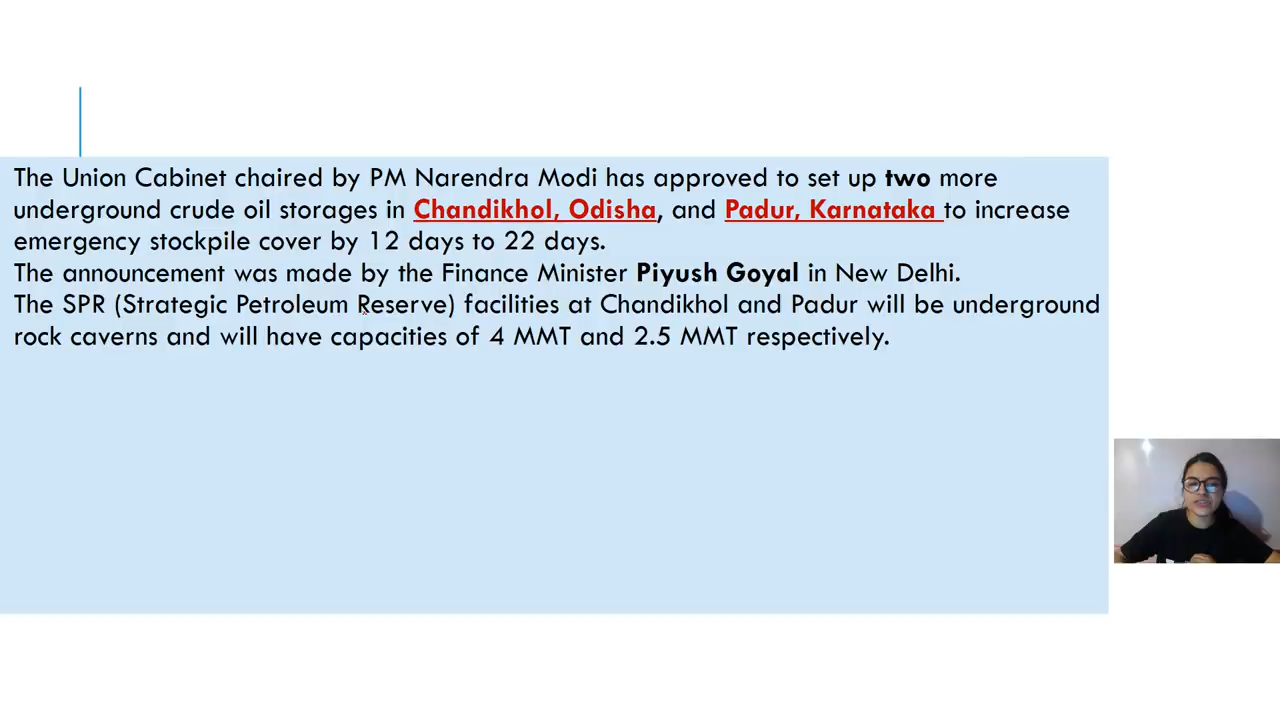 The Union Cabinet chaired by PM Narendra Modi has approved to set up two more
underground crude oil storages in Chandikhol, Odisha, and Padur, Karnataka to increase
emergency stockpile cover by 12 days to 22 days.
The announcement was made by the Finance Minister Piyush Goyal in New Delhi.
The SPR (Strategic Petroleum Reserve) facilities at Chandikhol and Padur will be underground
rock caverns and will have capacities of 4 MMT and 2.5 MMT respectively.